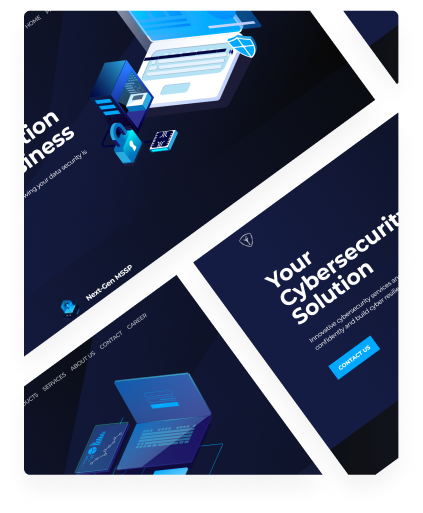 HOME
tion
siness
wing your data security is
Next-Gen MSSP
Your
Cybersecurity
Solution
Innovative cybersecurity services an
confidently and build cyber resilie
CONTACT US
DUCTS SERVICES ABOUT US CONTACT CAREER